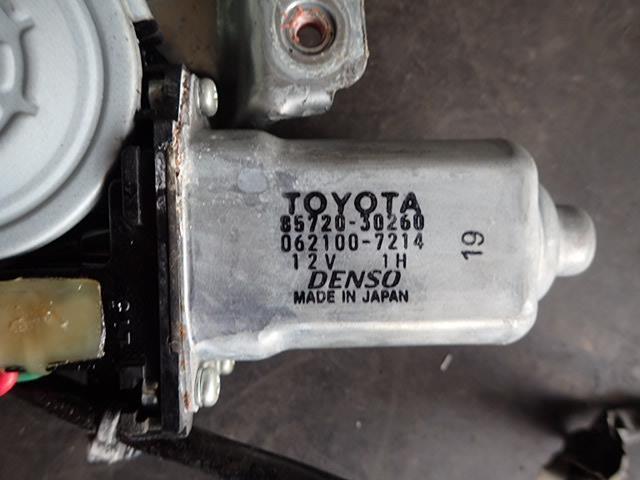 TOYOTA
85720-30260
062100-7214
12V 1H
DENSO
MADE IN JAPAN
19